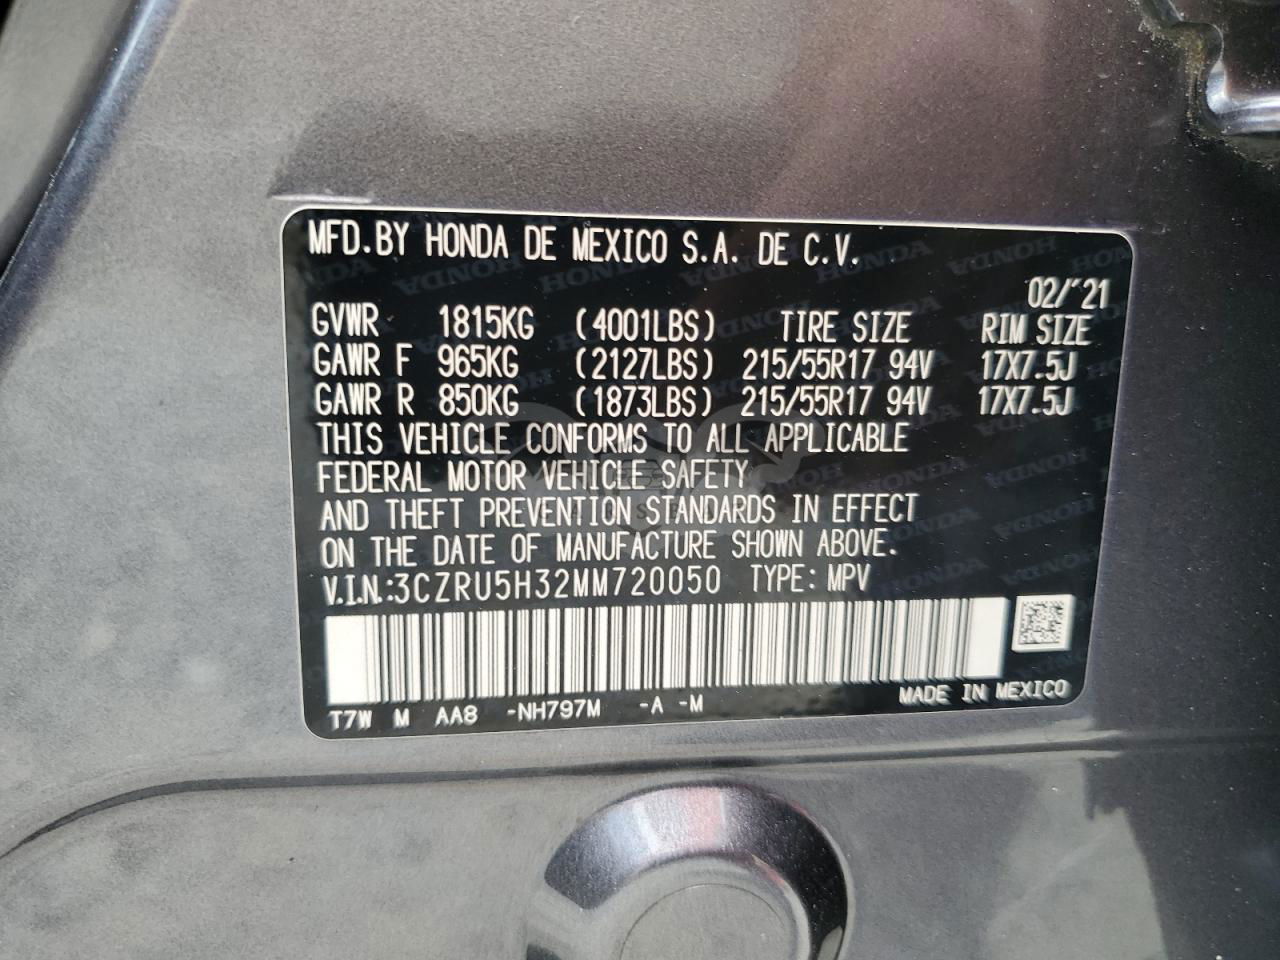 MFD.BY HONDA DE MEXICO S.A. DE C.V.
02/'21
GVWR 1815KG (4001LBS) TIRE SIZE RIM SIZE
GAWR F 965KG (2127LBS) 215/55R17 94V 17X7.5J
GAWR R 850KG (1873LBS) 215/55R17 94V 17X7.5J
THIS VEHICLE CONFORMS TO ALL APPLICABLE
FEDERAL MOTOR VEHICLE SAFETY
AND THEFT PREVENTION STANDARDS IN EFFECT
ON THE DATE OF MANUFACTURE SHOWN ABOVE.
V.I.N.:3CZRU5H32MM720050 TYPE: MPV
MADE IN MEXICO
T7W M AA8 -NH797M -A -M